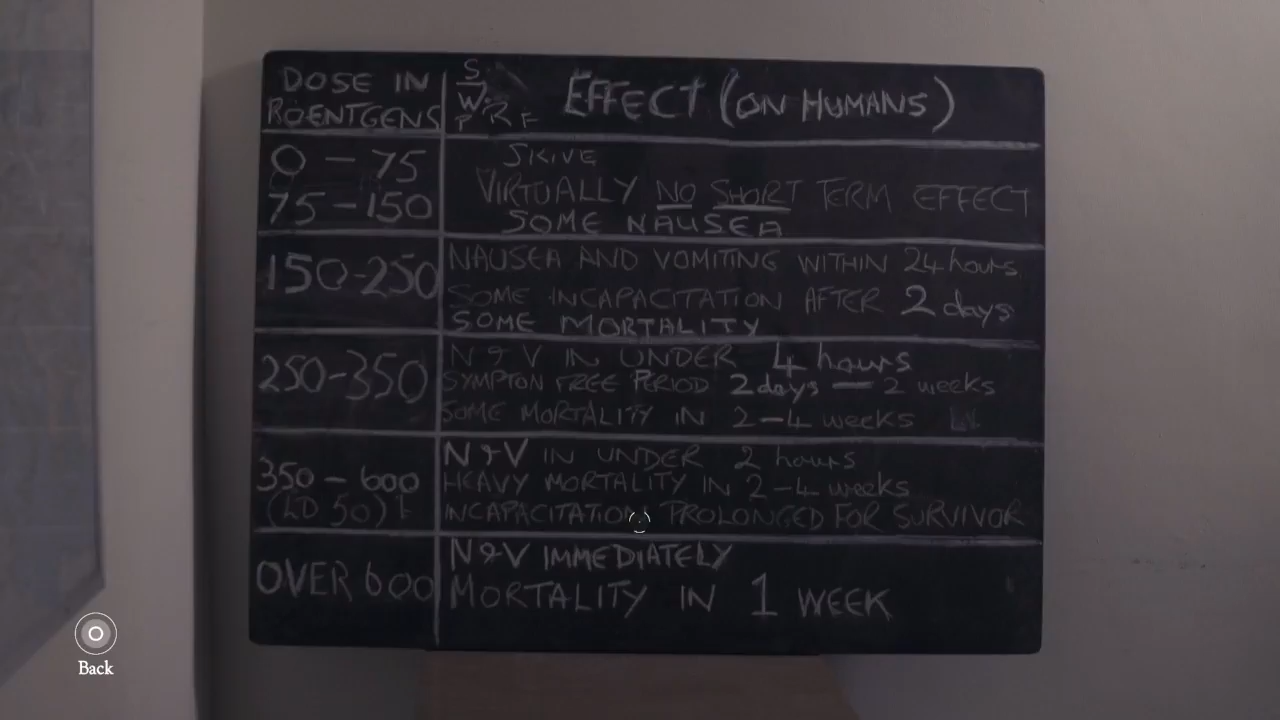 DOSE IN
ROENTGENS
S
W.
P R F
EFFECT (ON HUMANS)
0 – 75
SKIVE
VIRTUALLY NO SHORT TERM EFFECT
75 – 150
SOME NAUSEA
150-250
NAUSEA AND VOMITING WITHIN 24 hours
SOME INCAPACITATION AFTER 2 days
SOME MORTALITY
250-350
N & V IN UNDER 4 hours
SYMPTON FREE PERIOD 2 days — 2 weeks
SOME MORTALITY IN 2-4 weeks
350 – 600
(LD 50)
N & V IN UNDER 2 hours
HEAVY MORTALITY IN 2-4 weeks
INCAPACITATION PROLONGED FOR SURVIVOR
OVER 600
N & V IMMEDIATELY
MORTALITY IN 1 WEEK
Back